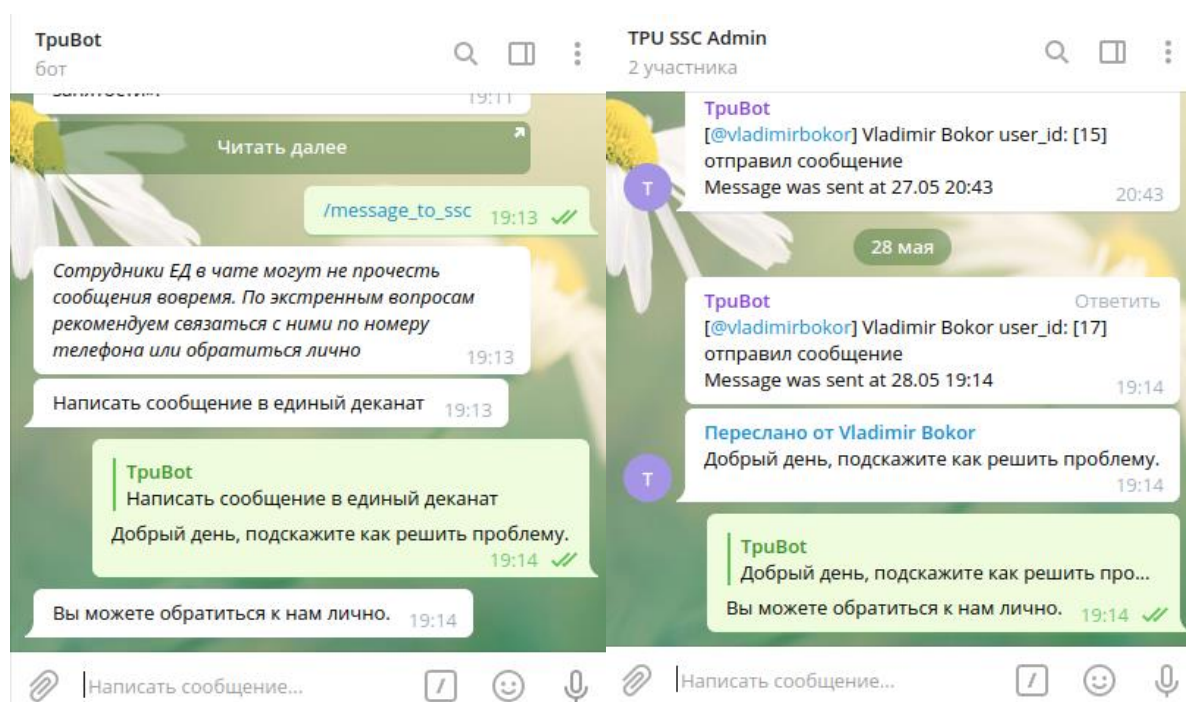 TpuBot
бот
занятости».
19:11
Читать далее
/message_to_ssc 19:13
Сотрудники ЕД в чате могут не прочесть
сообщения вовремя. По экстренным вопросам
рекомендуем связаться с ними по номеру
телефона или обратиться лично 19:13
Написать сообщение в единый деканат 19:13
TpuBot
Написать сообщение в единый деканат
Добрый день, подскажите как решить проблему.
19:14
Вы можете обратиться к нам лично. 19:14
Написать сообщение...
TPU SSC Admin
2 участника
TpuBot
[@vladimirbokor] Vladimir Bokor user_id: [15]
отправил сообщение
Message was sent at 27.05 20:43 20:43
28 мая
TpuBot Ответить
[@vladimirbokor] Vladimir Bokor user_id: [17]
отправил сообщение
Message was sent at 28.05 19:14 19:14
Переслано от Vladimir Bokor
Добрый день, подскажите как решить проблему.
19:14
T
T
TpuBot
Добрый день, подскажите как решить про...
Вы можете обратиться к нам лично. 19:14
Написать сообщение...